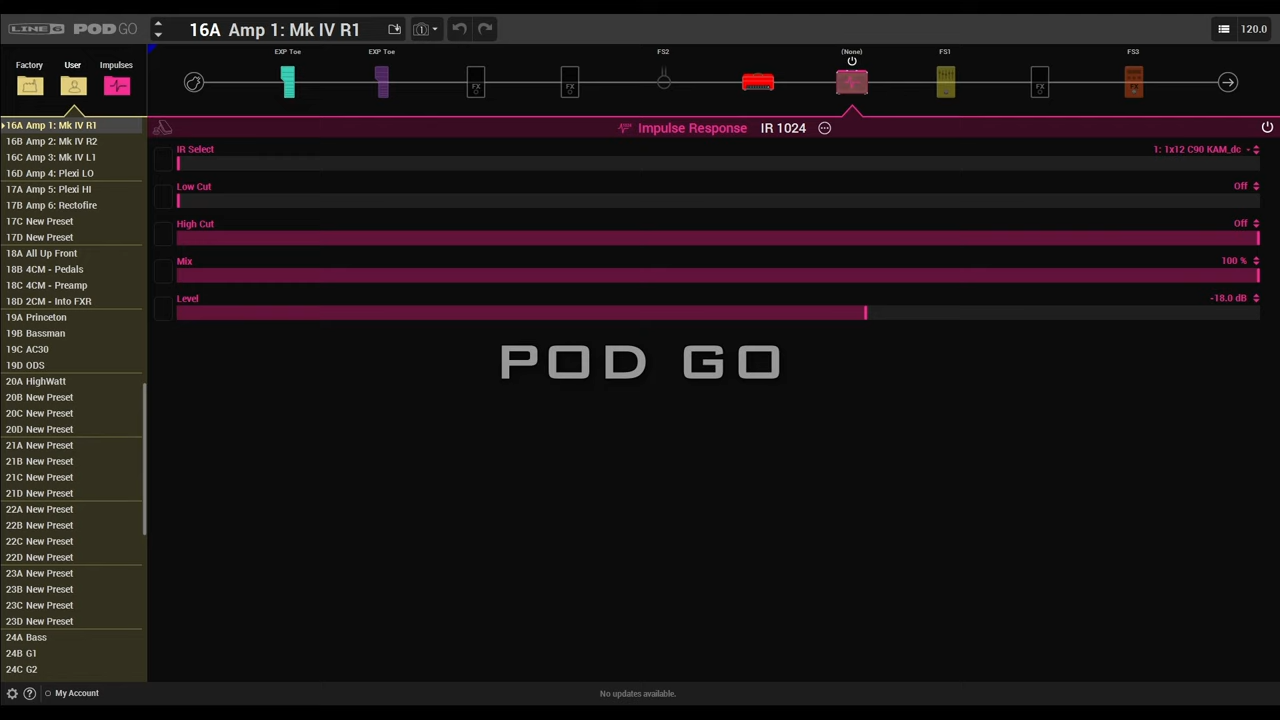 LINE 6 POD GO
16A Amp 1: Mk IV R1
120.0
Factory
User
Impulses
EXP Toe
EXP Toe
FS2
(None)
FS1
FS3
FX
FX
FX
Impulse Response IR 1024
IR Select
1: 1x12 C90 KAM_dc
Low Cut
Off
High Cut
Off
Mix
100 %
Level
-18.0 dB
POD GO
16A Amp 1: Mk IV R1
16B Amp 2: Mk IV R2
16C Amp 3: Mk IV L1
16D Amp 4: Plexi LO
17A Amp 5: Plexi HI
17B Amp 6: Rectofire
17C New Preset
17D New Preset
18A All Up Front
18B 4CM - Pedals
18C 4CM - Preamp
18D 2CM - Into FXR
19A Princeton
19B Bassman
19C AC30
19D ODS
20A HighWatt
20B New Preset
20C New Preset
20D New Preset
21A New Preset
21B New Preset
21C New Preset
21D New Preset
22A New Preset
22B New Preset
22C New Preset
22D New Preset
23A New Preset
23B New Preset
23C New Preset
23D New Preset
24A Bass
24B G1
24C G2
? My Account
No updates available.